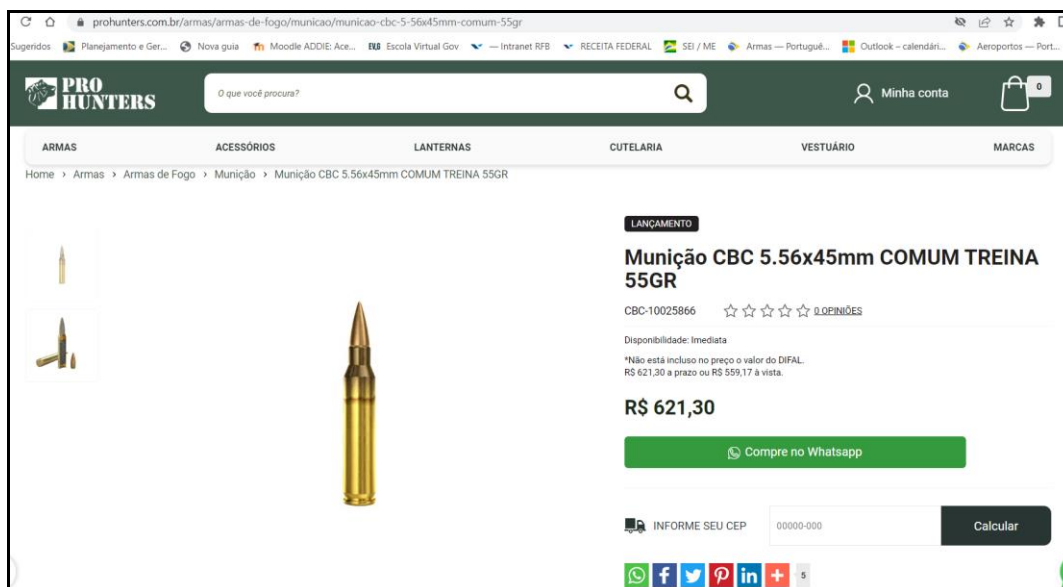 prohunters.com.br/armas/armas-de-fogo/municao/municao-cbc-5-56x45mm-comum-55gr
Sugeridos Planejamento e Ger... Nova guia Moodle ADDIE: Ace... Escola Virtual Gov — Intranet RFB RECEITA FEDERAL SEI / ME Armas — Portuguê... Outlook – calendári... Aeroportos — Port...
PRO HUNTERS
O que você procura?
Minha conta
0
ARMAS ACESSÓRIOS LANTERNAS CUTELARIA VESTUÁRIO MARCAS
Home > Armas > Armas de Fogo > Munição > Munição CBC 5.56x45mm COMUM TREINA 55GR
LANÇAMENTO
Munição CBC 5.56x45mm COMUM TREINA
55GR
CBC-10025866 0 OPINIÕES
Disponibilidade: Imediata
*Não está incluso no preço o valor do DIFAL.
R$ 621,30 a prazo ou R$ 559,17 à vista.
R$ 621,30
Compre no Whatsapp
INFORME SEU CEP 00000-000 Calcular
5